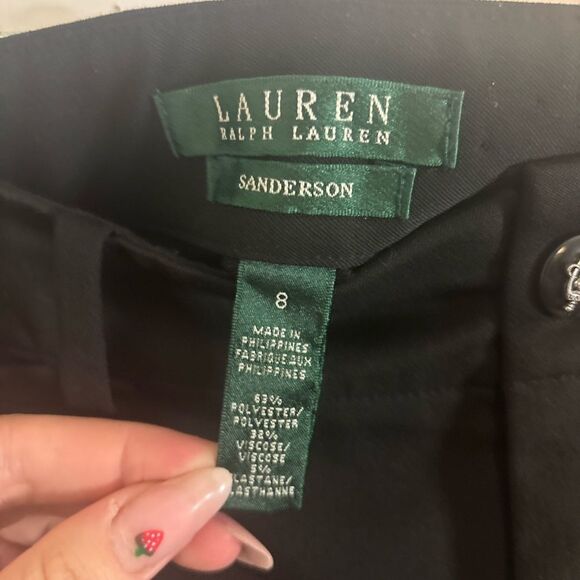 LAUREN
RALPH LAUREN
SANDERSON
8
MADE IN
PHILIPPINES
FABRIQUE AUX
PHILIPPINES
63%
POLYESTER/
POLYESTER
32%
VISCOSE/
VISCOSE
5%
ELASTANE/
ELASTHANNE